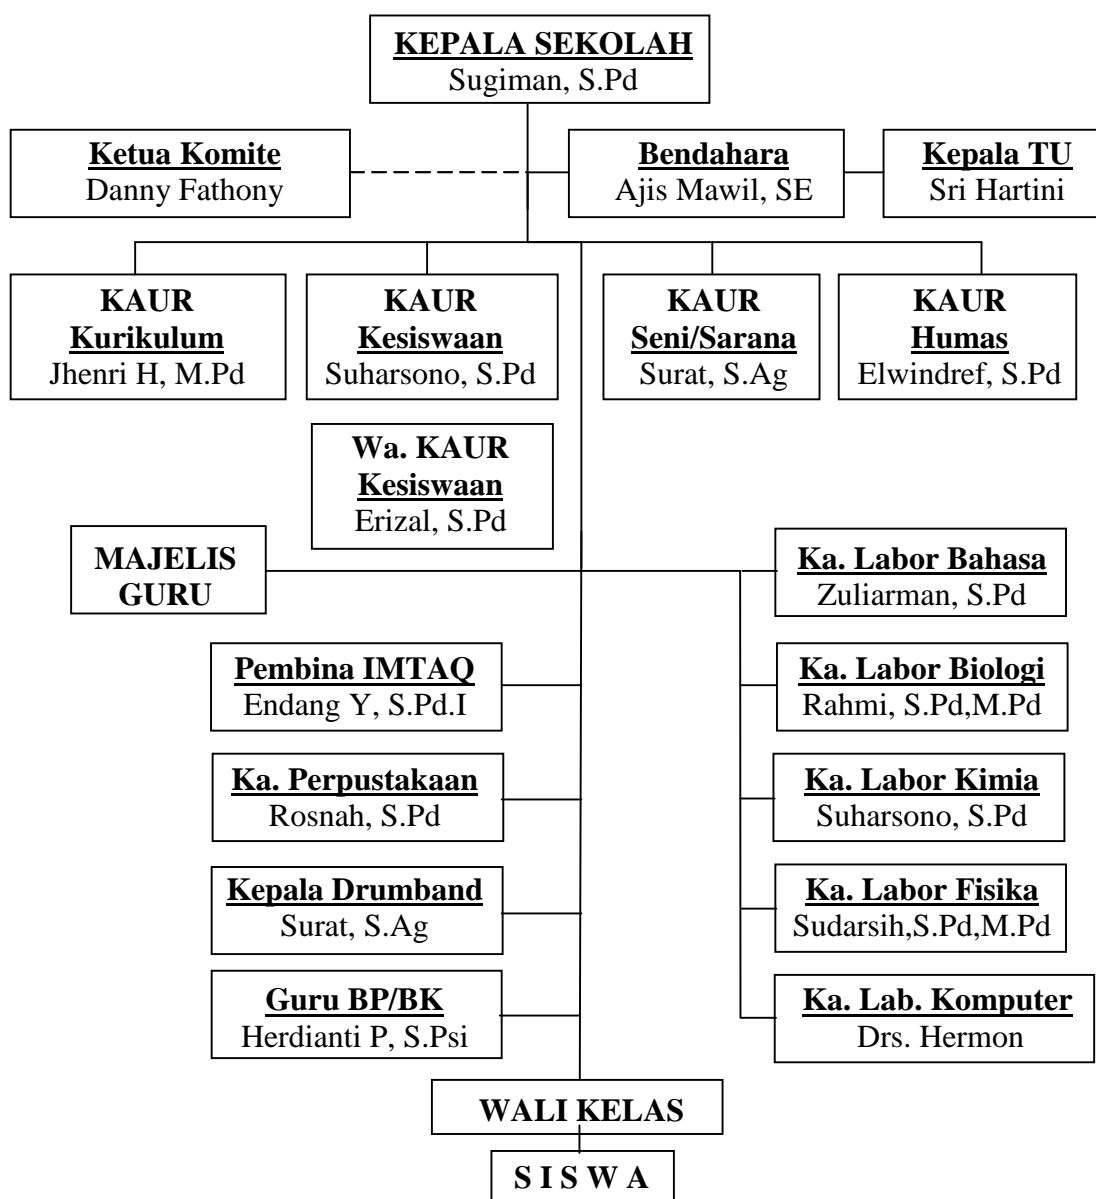 KEPALA SEKOLAH
Sugiman, S.Pd
Ketua Komite
Danny Fathony
Bendahara
Ajis Mawil, SE
Kepala TU
Sri Hartini
KAUR
Kurikulum
Jhenri H, M.Pd
KAUR
Kesiswaan
Suharsono, S.Pd
KAUR
Seni/Sarana
Surat, S.Ag
KAUR
Humas
Elwindref, S.Pd
Wa. KAUR
Kesiswaan
Erizal, S.Pd
MAJELIS
GURU
Ka. Labor Bahasa
Zuliarman, S.Pd
Pembina IMTAQ
Endang Y, S.Pd.I
Ka. Labor Biologi
Rahmi, S.Pd,M.Pd
Ka. Perpustakaan
Rosnah, S.Pd
Ka. Labor Kimia
Suharsono, S.Pd
Kepala Drumband
Surat, S.Ag
Ka. Labor Fisika
Sudarsih,S.Pd,M.Pd
Guru BP/BK
Herdianti P, S.Psi
Ka. Lab. Komputer
Drs. Hermon
WALI KELAS
S I S W A